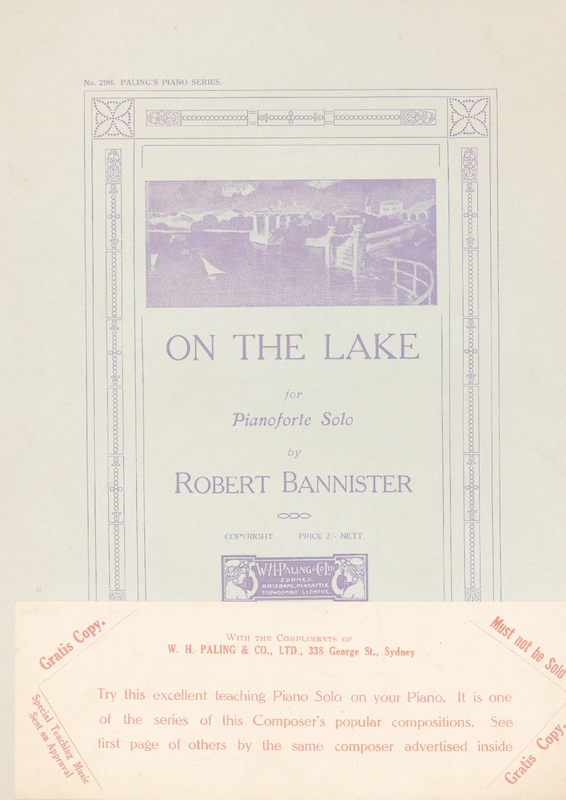 No. 298. PALING'S PIANO SERIES.
ON THE LAKE
for
Pianoforte Solo
by
ROBERT BANNISTER
COPYRIGHT. PRICE 2/- NETT.
W.H. PALING & CO LTD
SYDNEY.
BRISBANE, NEWCASTLE
TOOWOOMBA, LISMORE.
Gratis Copy.
Must not be Sold
WITH THE COMPLIMENTS OF
W. H. PALING & CO., LTD., 338 George St., Sydney
Try this excellent teaching Piano Solo on your Piano. It is one
of the series of this Composer's popular compositions. See
first page of others by the same composer advertised inside
Special Teaching Music
Sent on Approval
Gratis Copy.